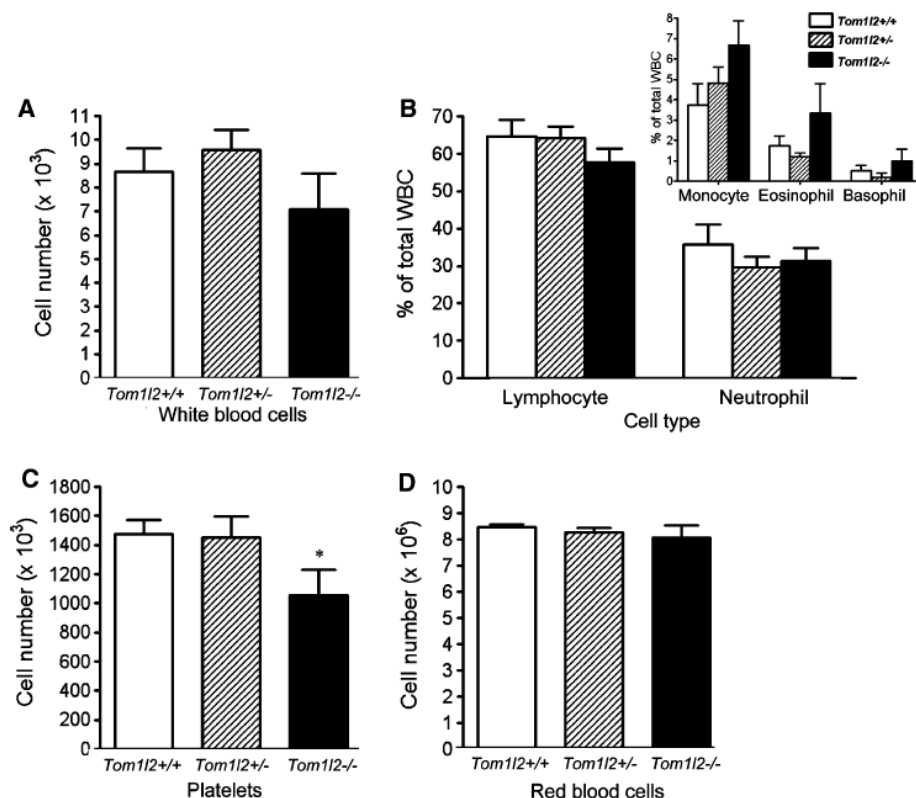 8
7
6
5
4
3
2
1
0
% of total WBC
Tom1l2+/+
Tom1l2+/-
Tom1l2-/-
Monocyte Eosinophil Basophil
A
11
10
9
8
7
6
5
4
3
2
1
0
Cell number (x 10³)
Tom1l2+/+ Tom1l2+/- Tom1l2-/-
White blood cells
B
70
60
50
40
30
20
10
0
% of total WBC
Lymphocyte Neutrophil
Cell type
C
1800
1600
1400
1200
1000
800
600
400
200
0
Cell number (x 10³)
*
Tom1l2+/+ Tom1l2+/- Tom1l2-/-
Platelets
D
10
9
8
7
6
5
4
3
2
1
0
Cell number (x 10⁶)
Tom1l2+/+ Tom1l2+/- Tom1l2-/-
Red blood cells